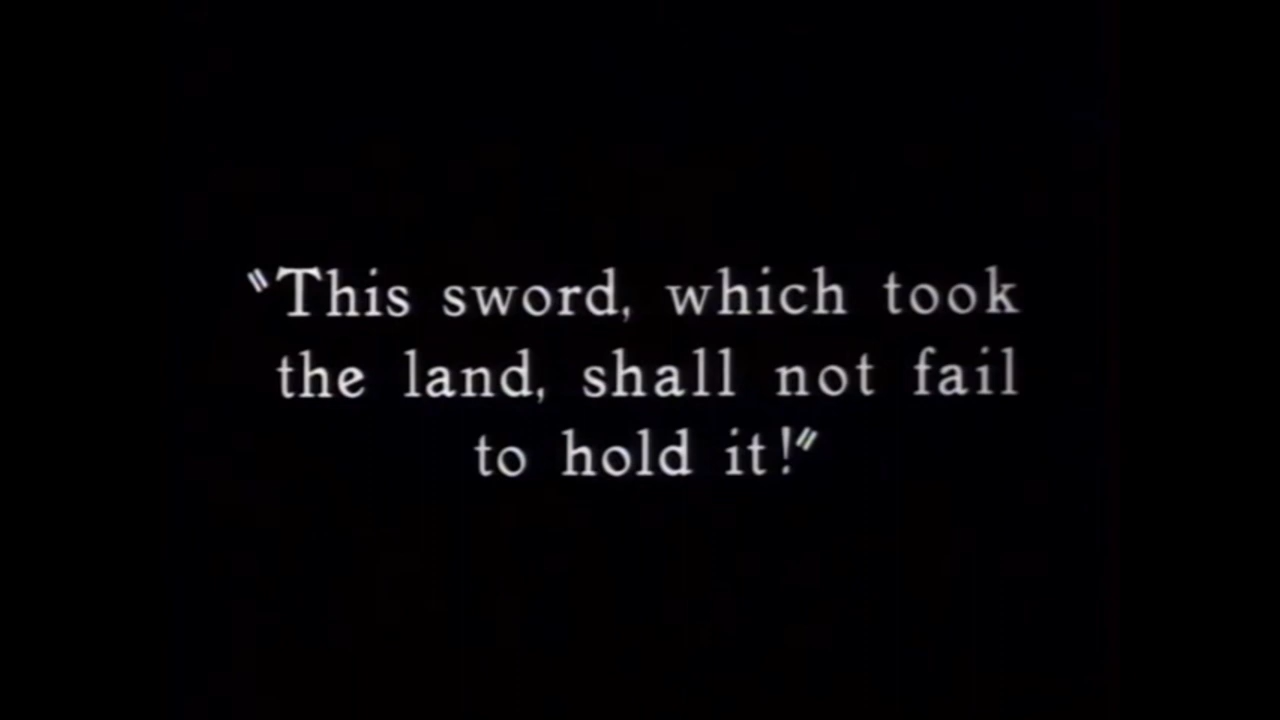 "This sword, which took
the land, shall not fail
to hold it!"